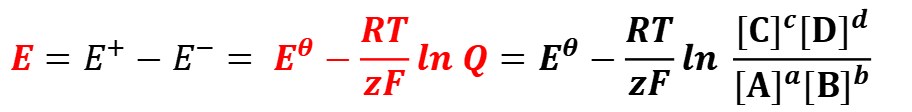 E = E⁺ − E⁻ = E^θ − RT/zF ln Q = E^θ − RT/zF ln [C]ᶜ[D]ᵈ/[A]ᵃ[B]ᵇ